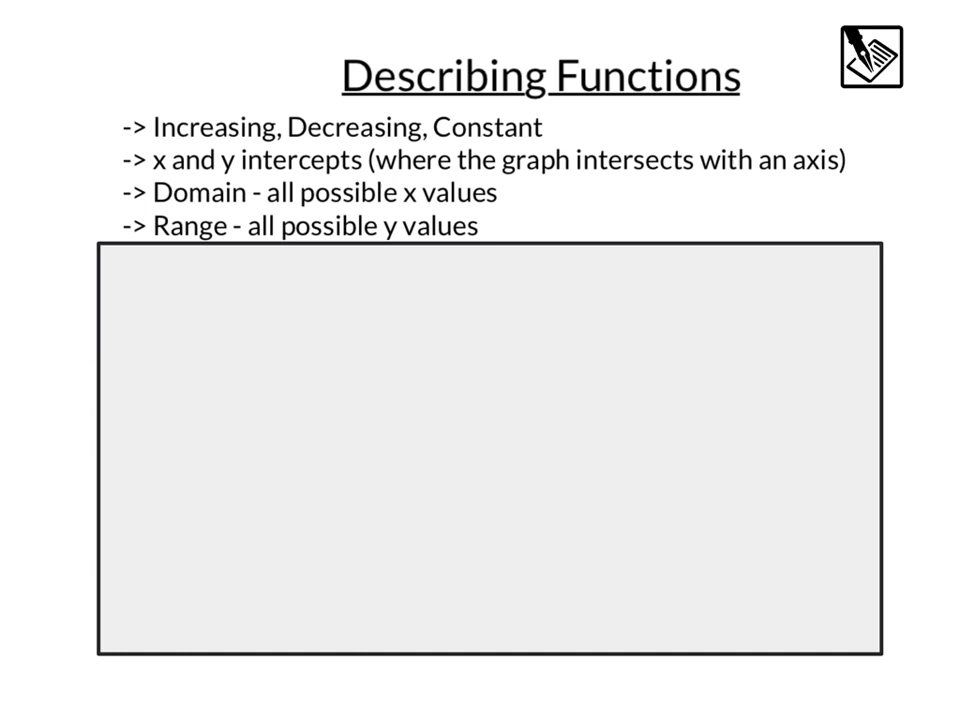 Describing Functions
-> Increasing, Decreasing, Constant
-> x and y intercepts (where the graph intersects with an axis)
-> Domain - all possible x values
-> Range - all possible y values